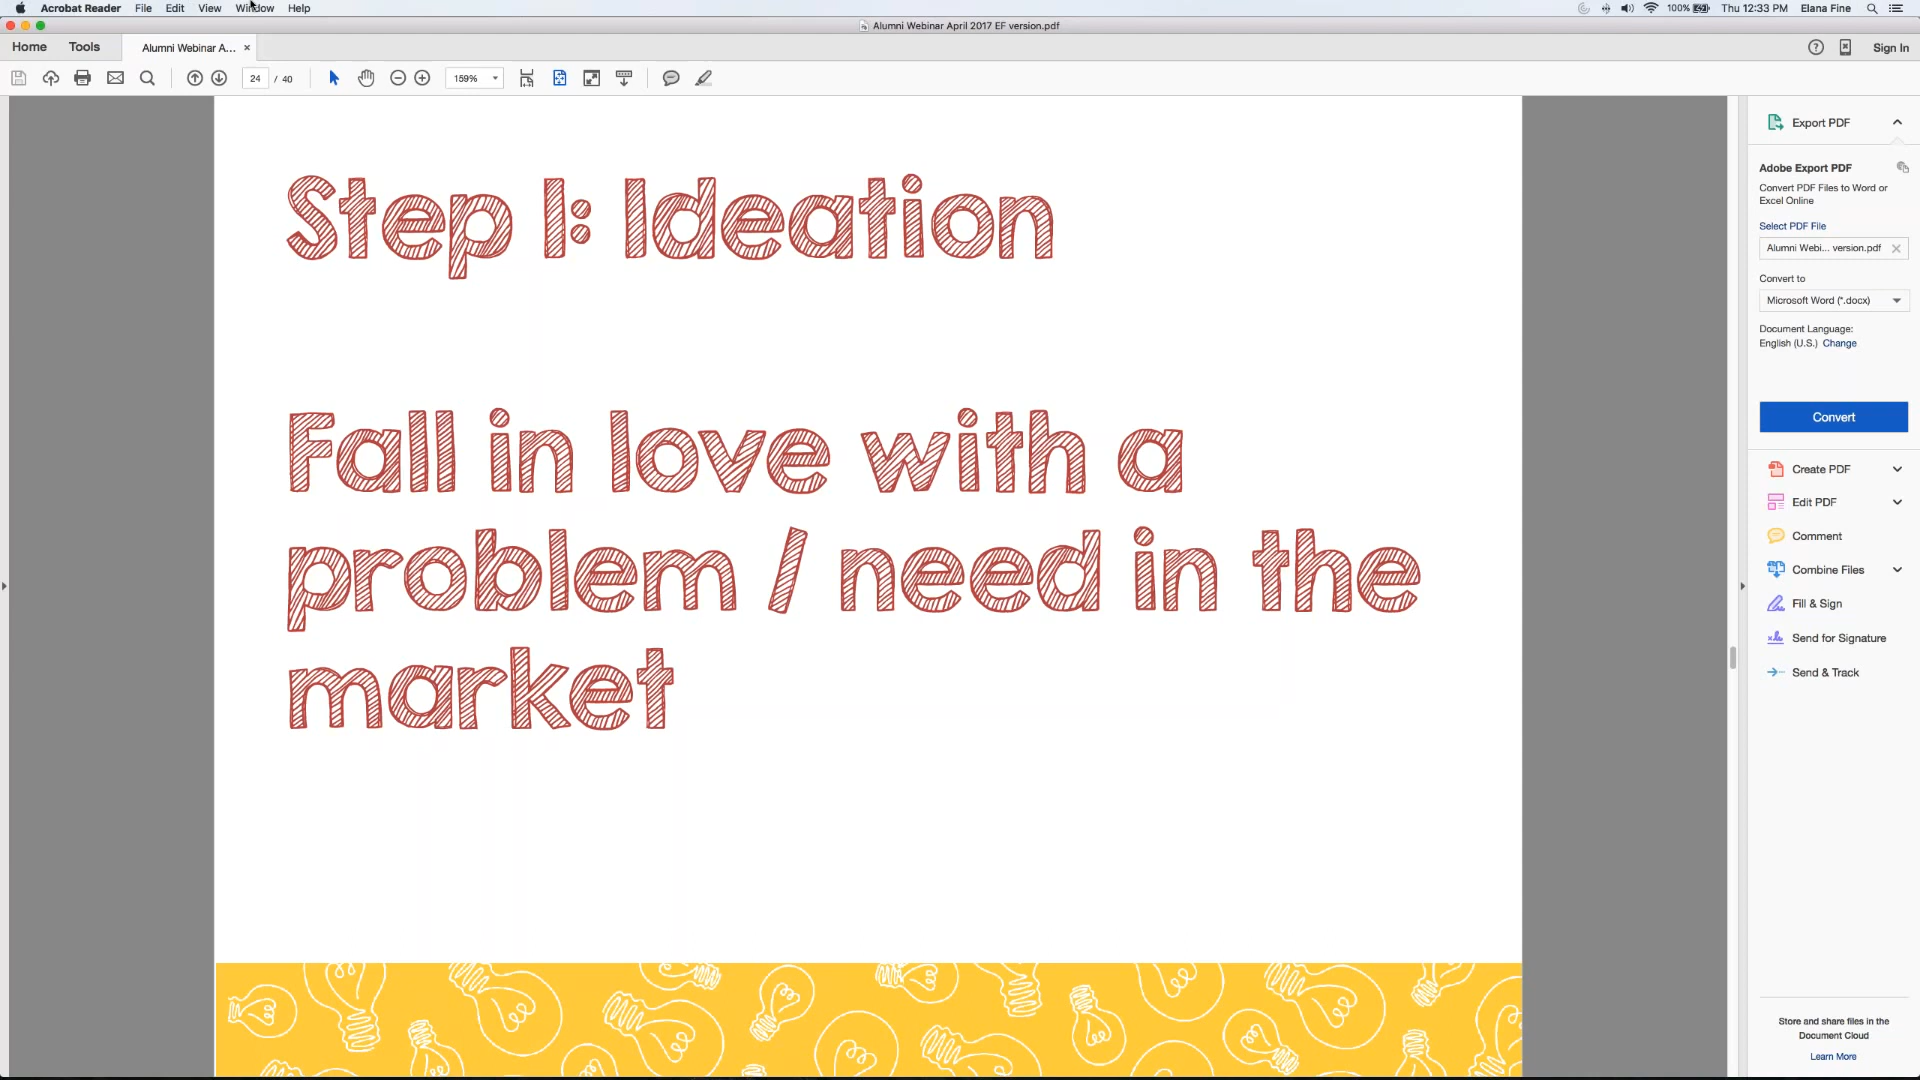 Acrobat Reader File Edit View Window Help 100% Thu 12:33 PM Elana Fine
Alumni Webinar April 2017 EF version.pdf
Home Tools Alumni Webinar A... × Sign In
24 / 40 159%
Step 1: Ideation
Fall in love with a
problem / need in the
market
Export PDF
Adobe Export PDF
Convert PDF Files to Word or
Excel Online
Select PDF File
Alumni Webi... version.pdf
Convert to
Microsoft Word (*.docx)
Document Language:
English (U.S.) Change
Convert
Create PDF
Edit PDF
Comment
Combine Files
Fill & Sign
Send for Signature
Send & Track
Store and share files in the
Document Cloud
Learn More